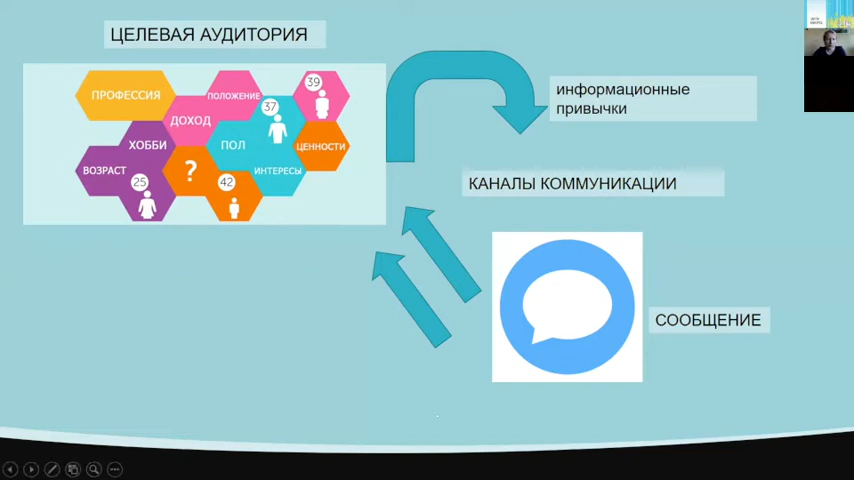 ЦЕЛЕВАЯ АУДИТОРИЯ
ПРОФЕССИЯ
ПОЛОЖЕНИЕ
39
ДОХОД
37
ХОББИ
ПОЛ
ЦЕННОСТИ
ВОЗРАСТ
25
?
42
ИНТЕРЕСЫ
информационные
привычки
КАНАЛЫ КОММУНИКАЦИИ
СООБЩЕНИЕ